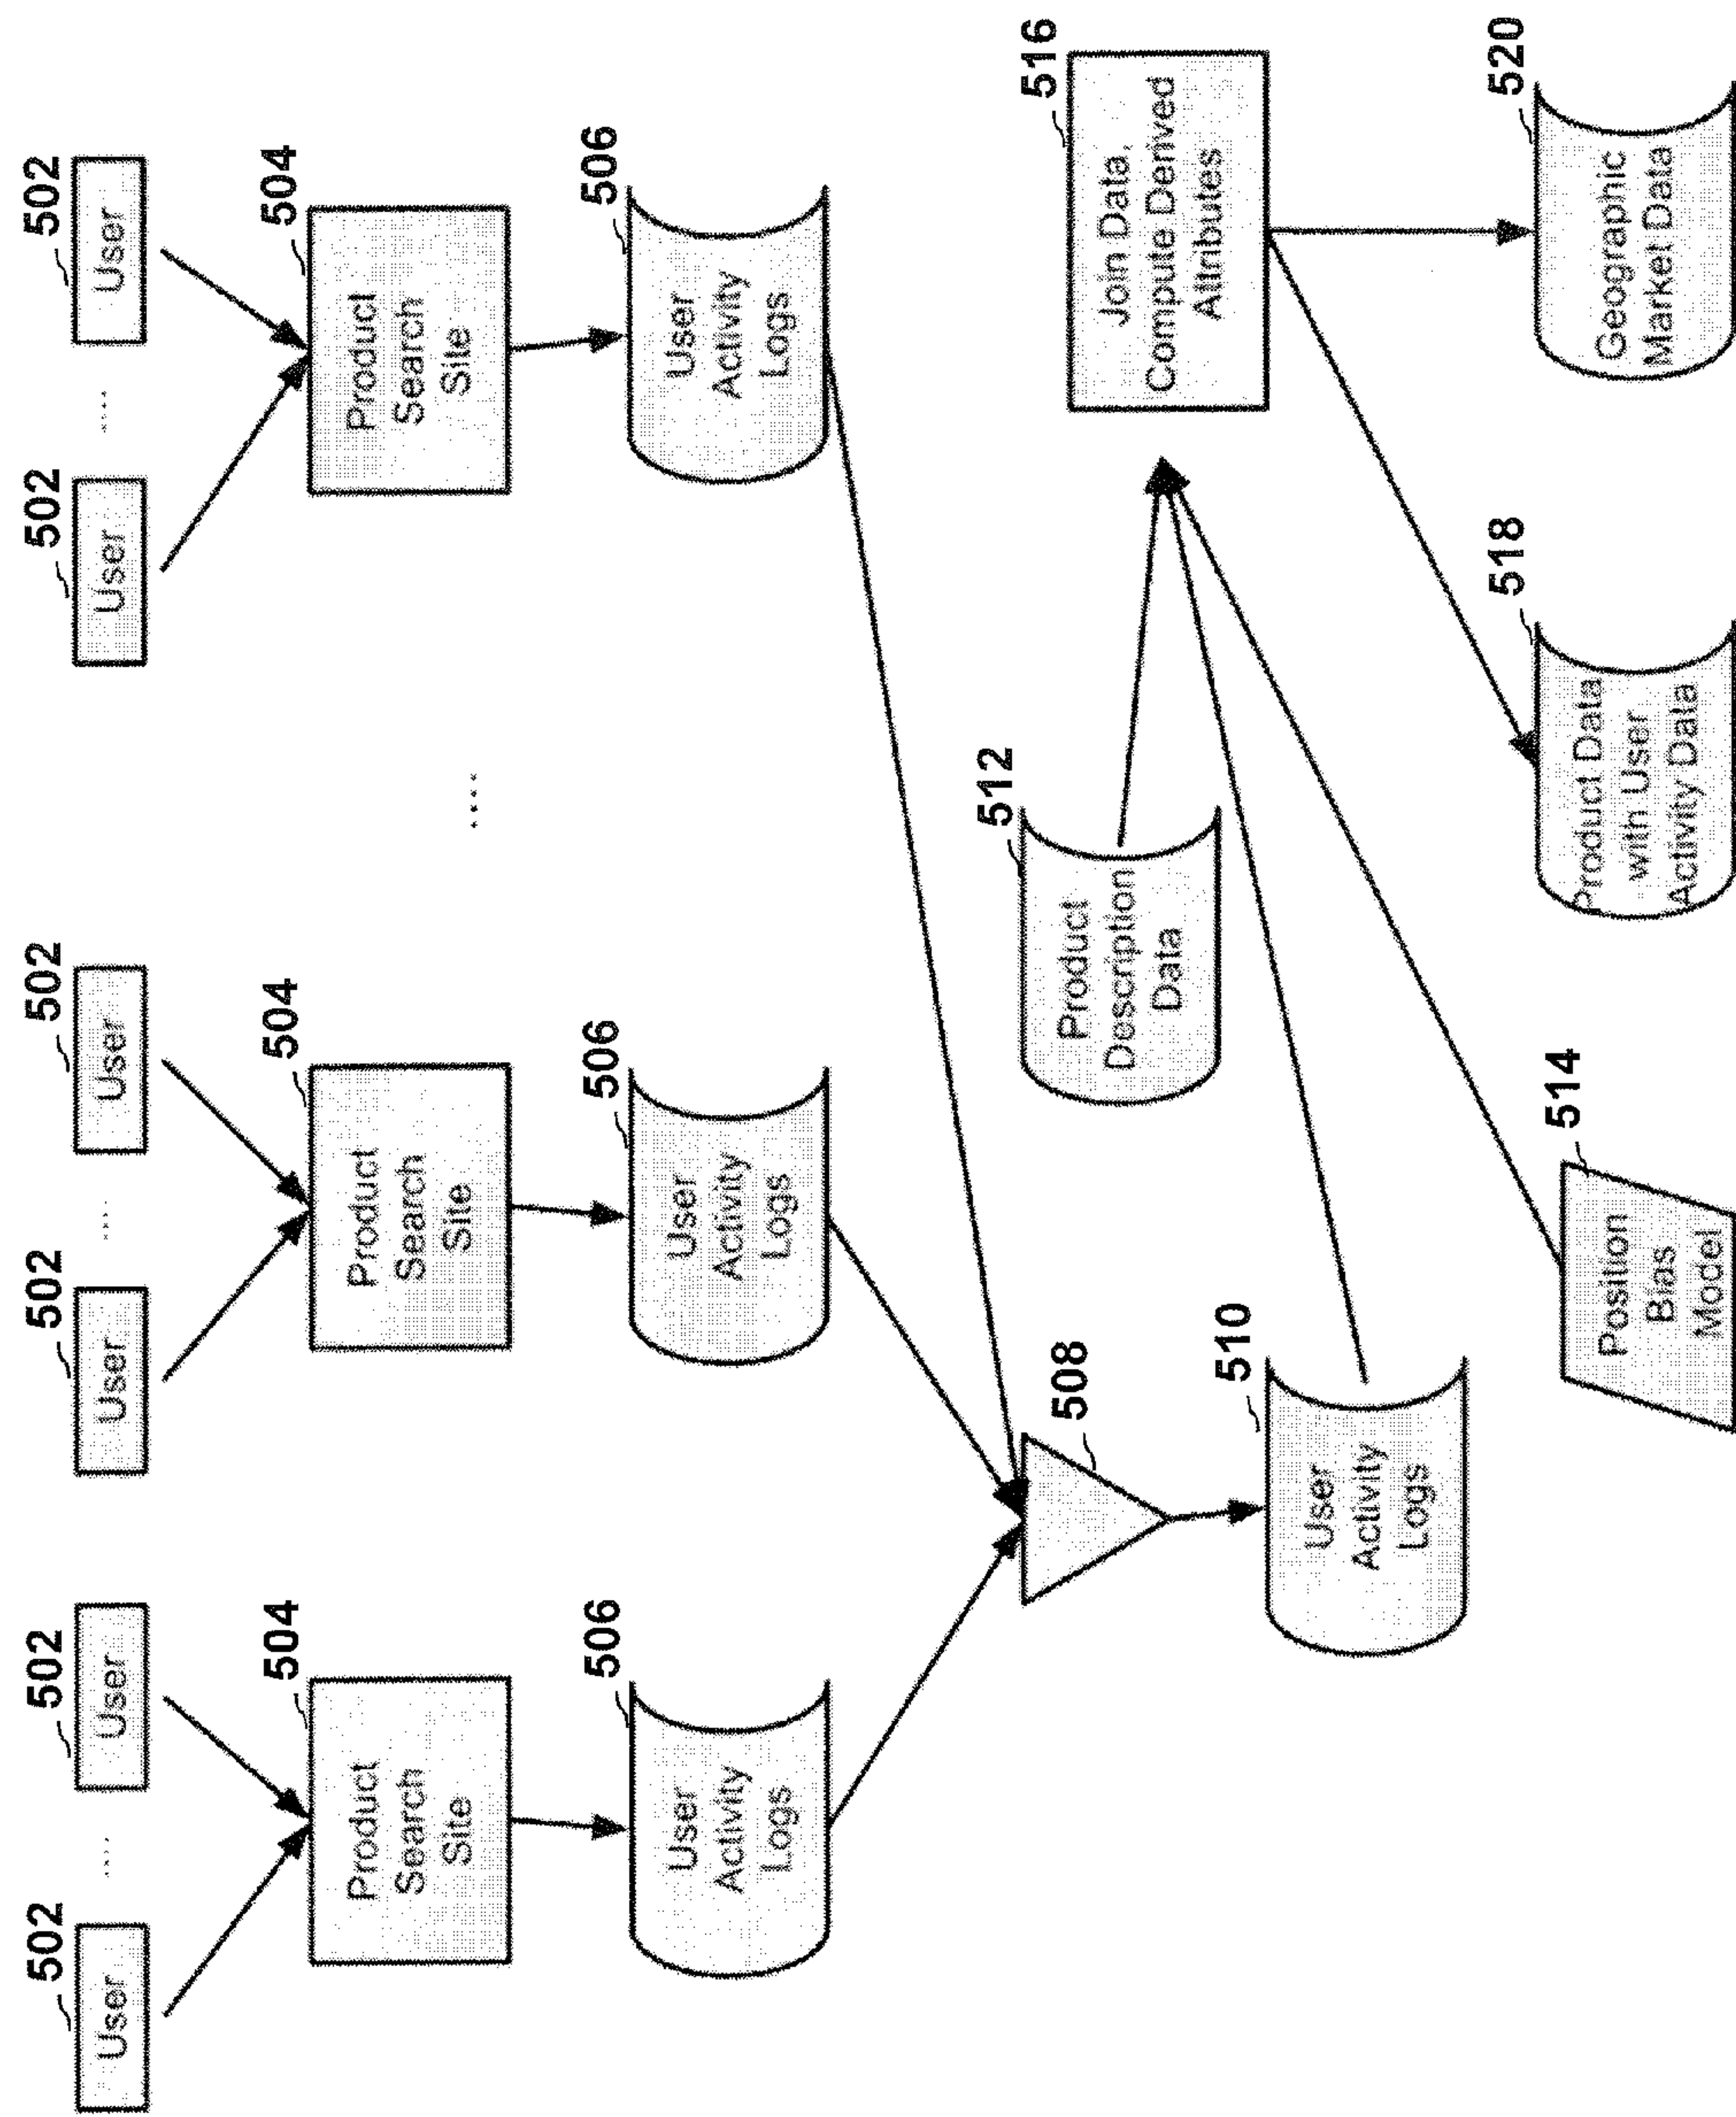 502
502
502
502
502
502
User
....
User
User
....
User
User
....
User
504
504
504
Product
Search
Site
Product
Search
Site
....
Product
Search
Site
506
506
506
User
Activity
Logs
User
Activity
Logs
User
Activity
Logs
508
512
Product
Description
Data
516
Join Data,
Compute Derived
Attributes
510
User
Activity
Logs
514
Position
Bias
Model
518
Product Data
with User
Activity Data
520
Geographic
Market Data